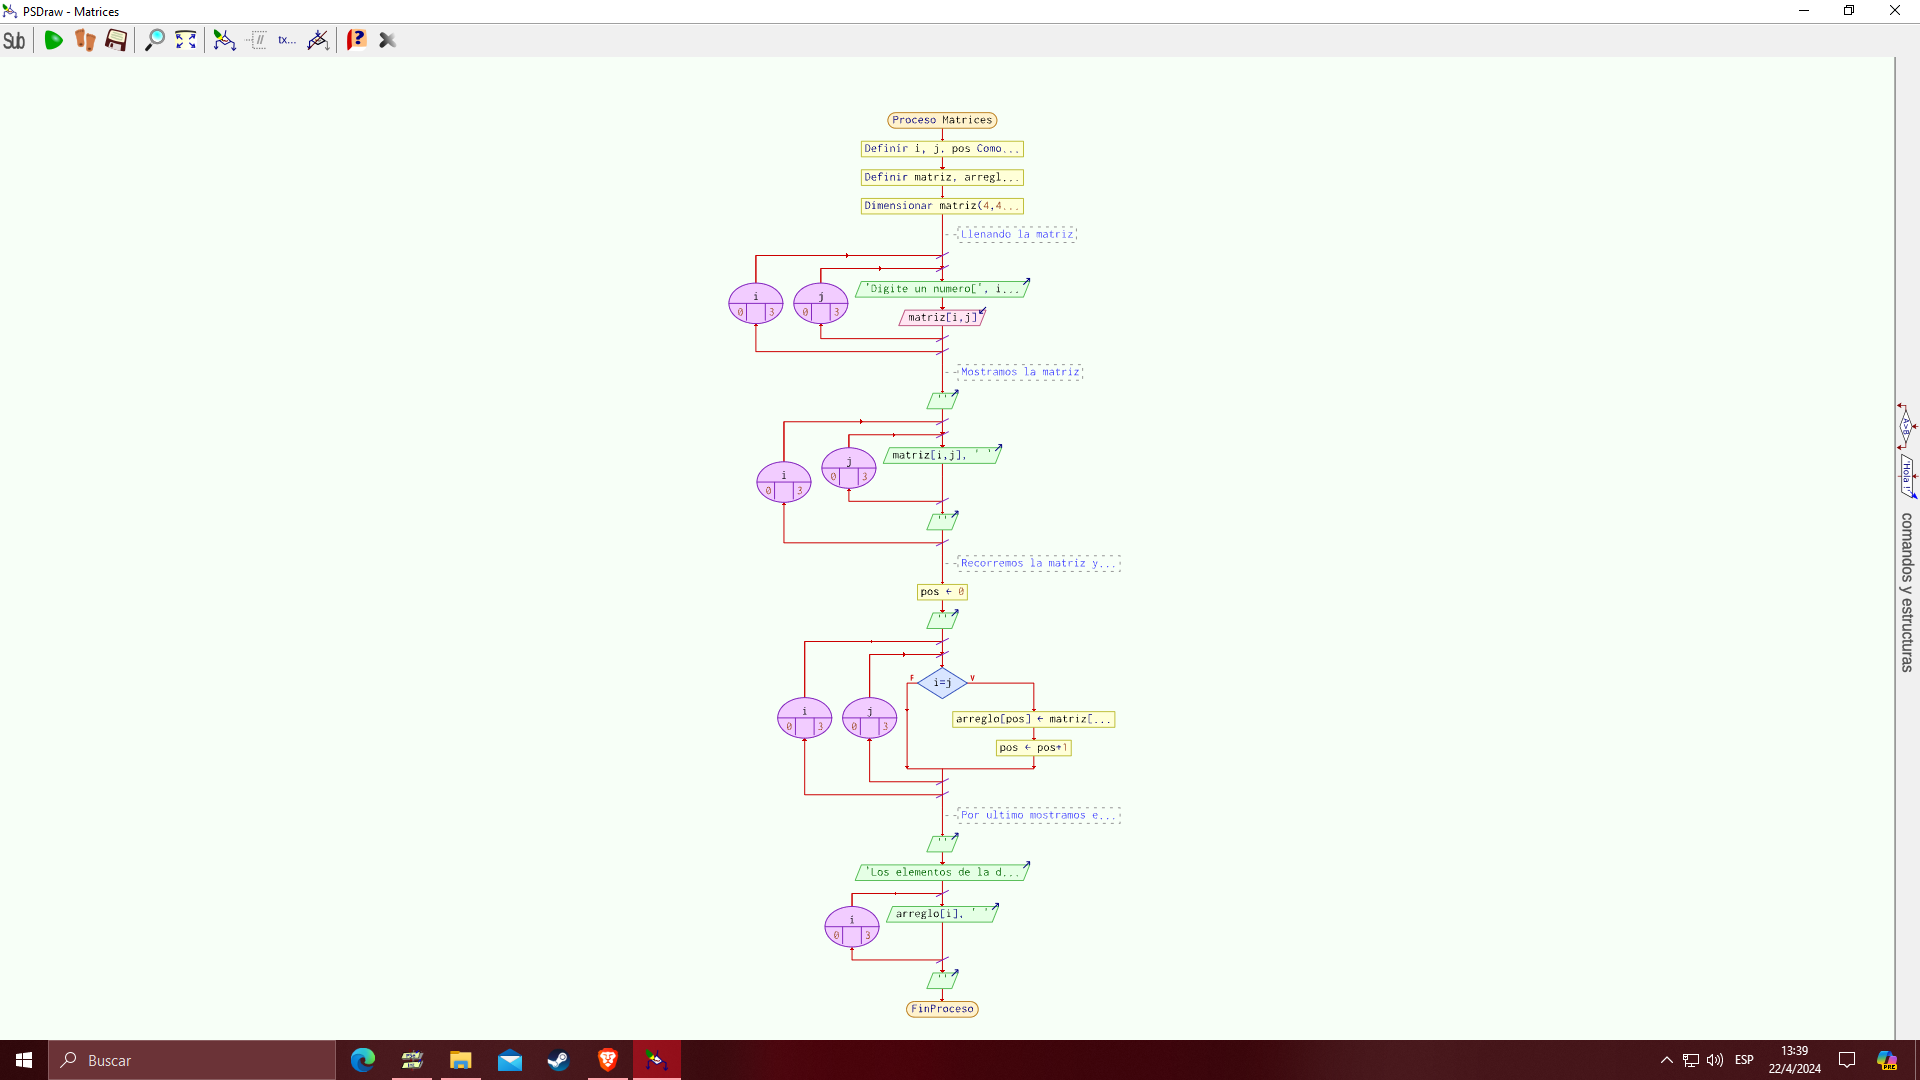 PSDraw - Matrices
Sub
tx...
Proceso Matrices
Definir i, j, pos Como...
Definir matriz, arregl...
Dimensionar matriz(4,4...
Llenando la matriz
i
0 3
j
0 3
'Digite un numero[', i...
matriz[i,j]
Mostramos la matriz
''
i
0 3
j
0 3
matriz[i,j], ' '
''
Recorremos la matriz y...
pos ← 0
''
i=j
F
V
i
0 3
j
0 3
arreglo[pos] ← matriz[...
pos ← pos+1
Por ultimo mostramos e...
''
'Los elementos de la d...
i
0 3
arreglo[i], ' '
''
FinProceso
A>B
'Hola !'
comandos y estructuras
Buscar
ESP
13:39
22/4/2024
PRE